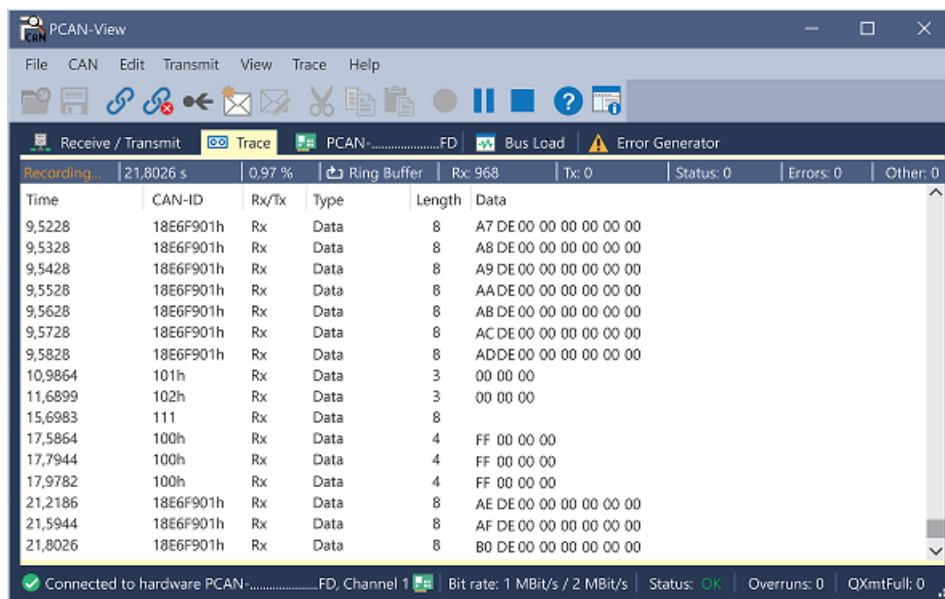 PCAN-View
File CAN Edit Transmit View Trace Help
Receive / Transmit Trace PCAN-.....................FD Bus Load Error Generator
Recording... 21,8026 s 0,97 % Ring Buffer Rx: 968 Tx: 0 Status: 0 Errors: 0 Other: 0
Time CAN-ID Rx/Tx Type Length Data
9,5228 18E6F901h Rx Data 8 A7 DE 00 00 00 00 00 00
9,5328 18E6F901h Rx Data 8 A8 DE 00 00 00 00 00 00
9,5428 18E6F901h Rx Data 8 A9 DE 00 00 00 00 00 00
9,5528 18E6F901h Rx Data 8 AA DE 00 00 00 00 00 00
9,5628 18E6F901h Rx Data 8 AB DE 00 00 00 00 00 00
9,5728 18E6F901h Rx Data 8 AC DE 00 00 00 00 00 00
9,5828 18E6F901h Rx Data 8 AD DE 00 00 00 00 00 00
10,9864 101h Rx Data 3 00 00 00
11,6899 102h Rx Data 3 00 00 00
15,6983 111 Rx Data 8
17,5864 100h Rx Data 4 FF 00 00 00
17,7944 100h Rx Data 4 FF 00 00 00
17,9782 100h Rx Data 4 FF 00 00 00
21,2186 18E6F901h Rx Data 8 AE DE 00 00 00 00 00 00
21,5944 18E6F901h Rx Data 8 AF DE 00 00 00 00 00 00
21,8026 18E6F901h Rx Data 8 B0 DE 00 00 00 00 00 00
Connected to hardware PCAN-.....................FD, Channel 1 Bit rate: 1 MBit/s / 2 MBit/s Status: OK Overruns: 0 QXmtFull: 0